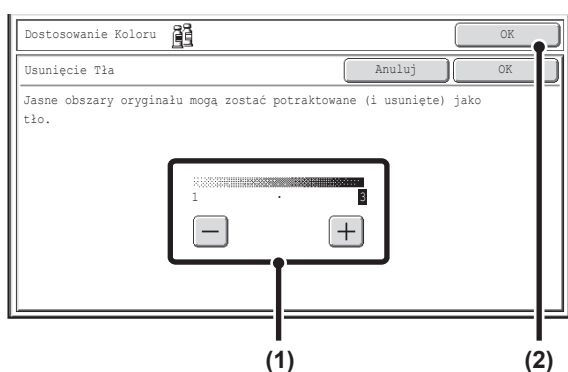 Dostosowanie Koloru OK
Usunięcie Tła Anuluj OK
Jasne obszary oryginału mogą zostać potraktowane (i usunięte) jako
tło.
1 · 3
− +
(1) (2)